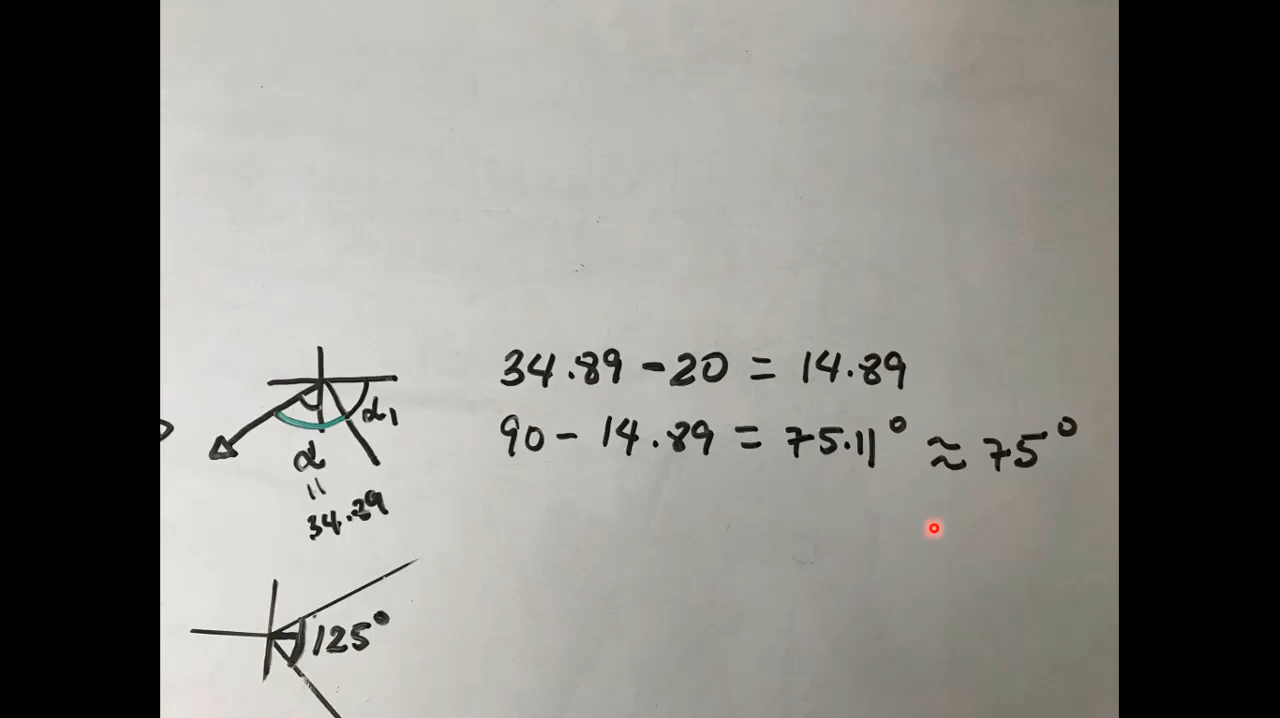 34.89 - 20 = 14.89
90 - 14.89 = 75.11° ≈ 75°
α₁
α
=
34.29
125°